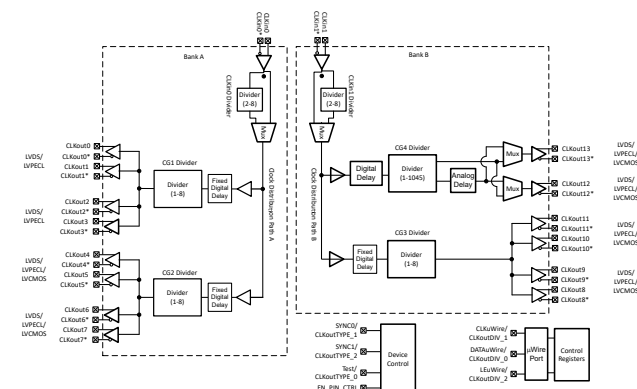 CLKin0*
CLKin0
CLKin1*
CLKin1
Bank A
Bank B
CLKin0 Divider
Divider
(2-8)
CLKin1 Divider
Divider
(2-8)
Mux
Mux
Clock Distribution Path A
Clock Distribution Path B
LVDS/
LVPECL
CLKout0
CLKout0*
CLKout1
CLKout1*
LVDS/
LVPECL
CLKout2
CLKout2*
CLKout3
CLKout3*
CG1 Divider
Divider
(1-8)
Fixed
Digital
Delay
LVDS/
LVPECL/
LVCMOS
CLKout4
CLKout4*
CLKout5
CLKout5*
LVDS/
LVPECL/
LVCMOS
CLKout6
CLKout6*
CLKout7
CLKout7*
CG2 Divider
Divider
(1-8)
Fixed
Digital
Delay
Digital
Delay
CG4 Divider
Divider
(1-1045)
Analog
Delay
Mux
Mux
CLKout13
CLKout13*
LVDS/
LVPECL/
LVCMOS
CLKout12
CLKout12*
LVDS/
LVPECL/
LVCMOS
Fixed
Digital
Delay
CG3 Divider
Divider
(1-8)
CLKout11
CLKout11*
CLKout10
CLKout10*
LVDS/
LVPECL/
LVCMOS
CLKout9
CLKout9*
CLKout8
CLKout8*
LVDS/
LVPECL/
LVCMOS
SYNC0/
CLKoutTYPE_1
SYNC1/
CLKoutTYPE_2
Test/
CLKoutTYPE_0
EN_PIN_CTRL
Device
Control
CLKuWire/
CLKoutDIV_1
DATAuWire/
CLKoutDIV_0
LEuWire/
CLKoutDIV_2
µWire
Port
Control
Registers